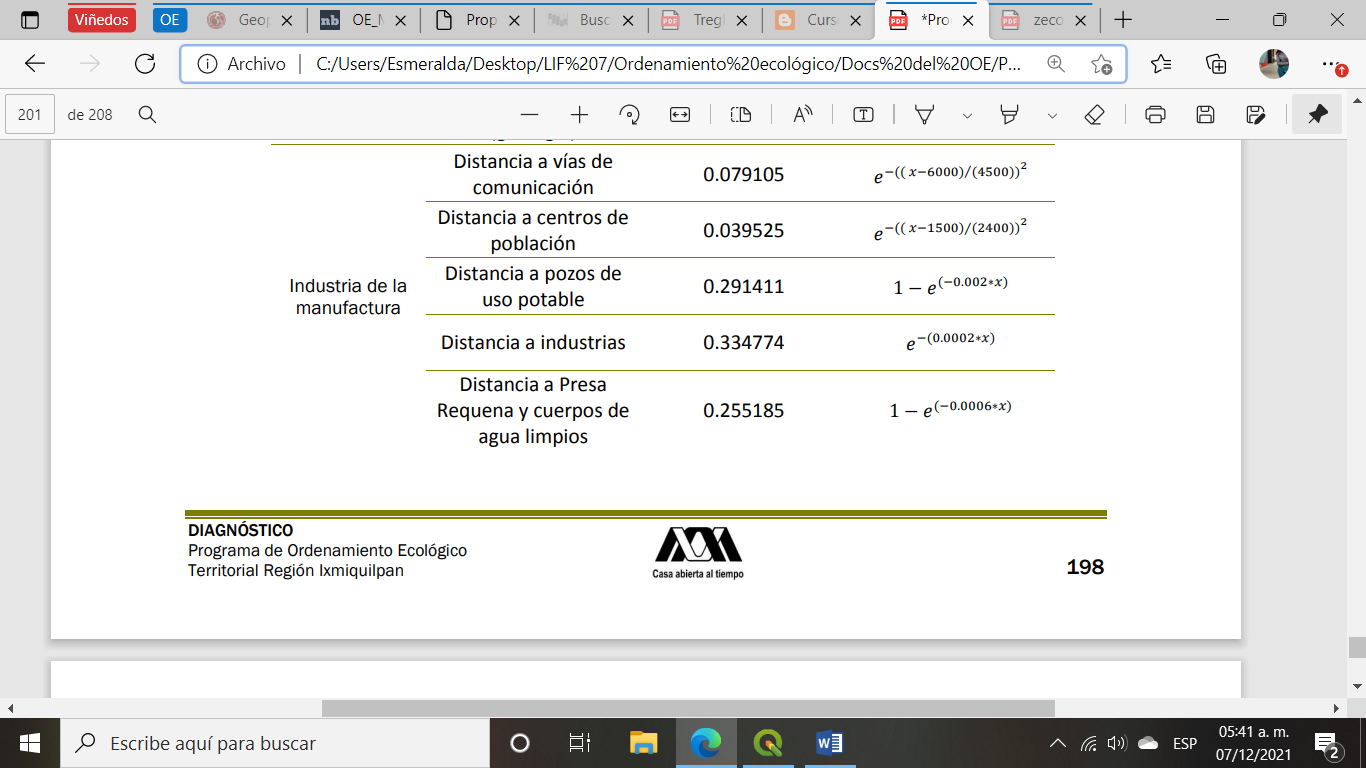 Viñedos
OE
Geop
OE_M
Prop
Busc
Treg
Curs
*Pro
zeco
Archivo
C:/Users/Esmeralda/Desktop/LIF%207/Ordenamiento%20ecológico/Docs%20del%20OE/P...
201
de 208
Distancia a vías de
comunicación
0.079105
e^−((x−6000)/(4500))²
Distancia a centros de
población
0.039525
e^−((x−1500)/(2400))²
Industria de la
manufactura
Distancia a pozos de
uso potable
0.291411
1 − e^(−0.002∗x)
Distancia a industrias
0.334774
e^−(0.0002∗x)
Distancia a Presa
Requena y cuerpos de
agua limpios
0.255185
1 − e^(−0.0006∗x)
DIAGNÓSTICO
Programa de Ordenamiento Ecológico
Territorial Región Ixmiquilpan
Casa abierta al tiempo
198
Escribe aquí para buscar
ESP
05:41 a. m.
07/12/2021
2